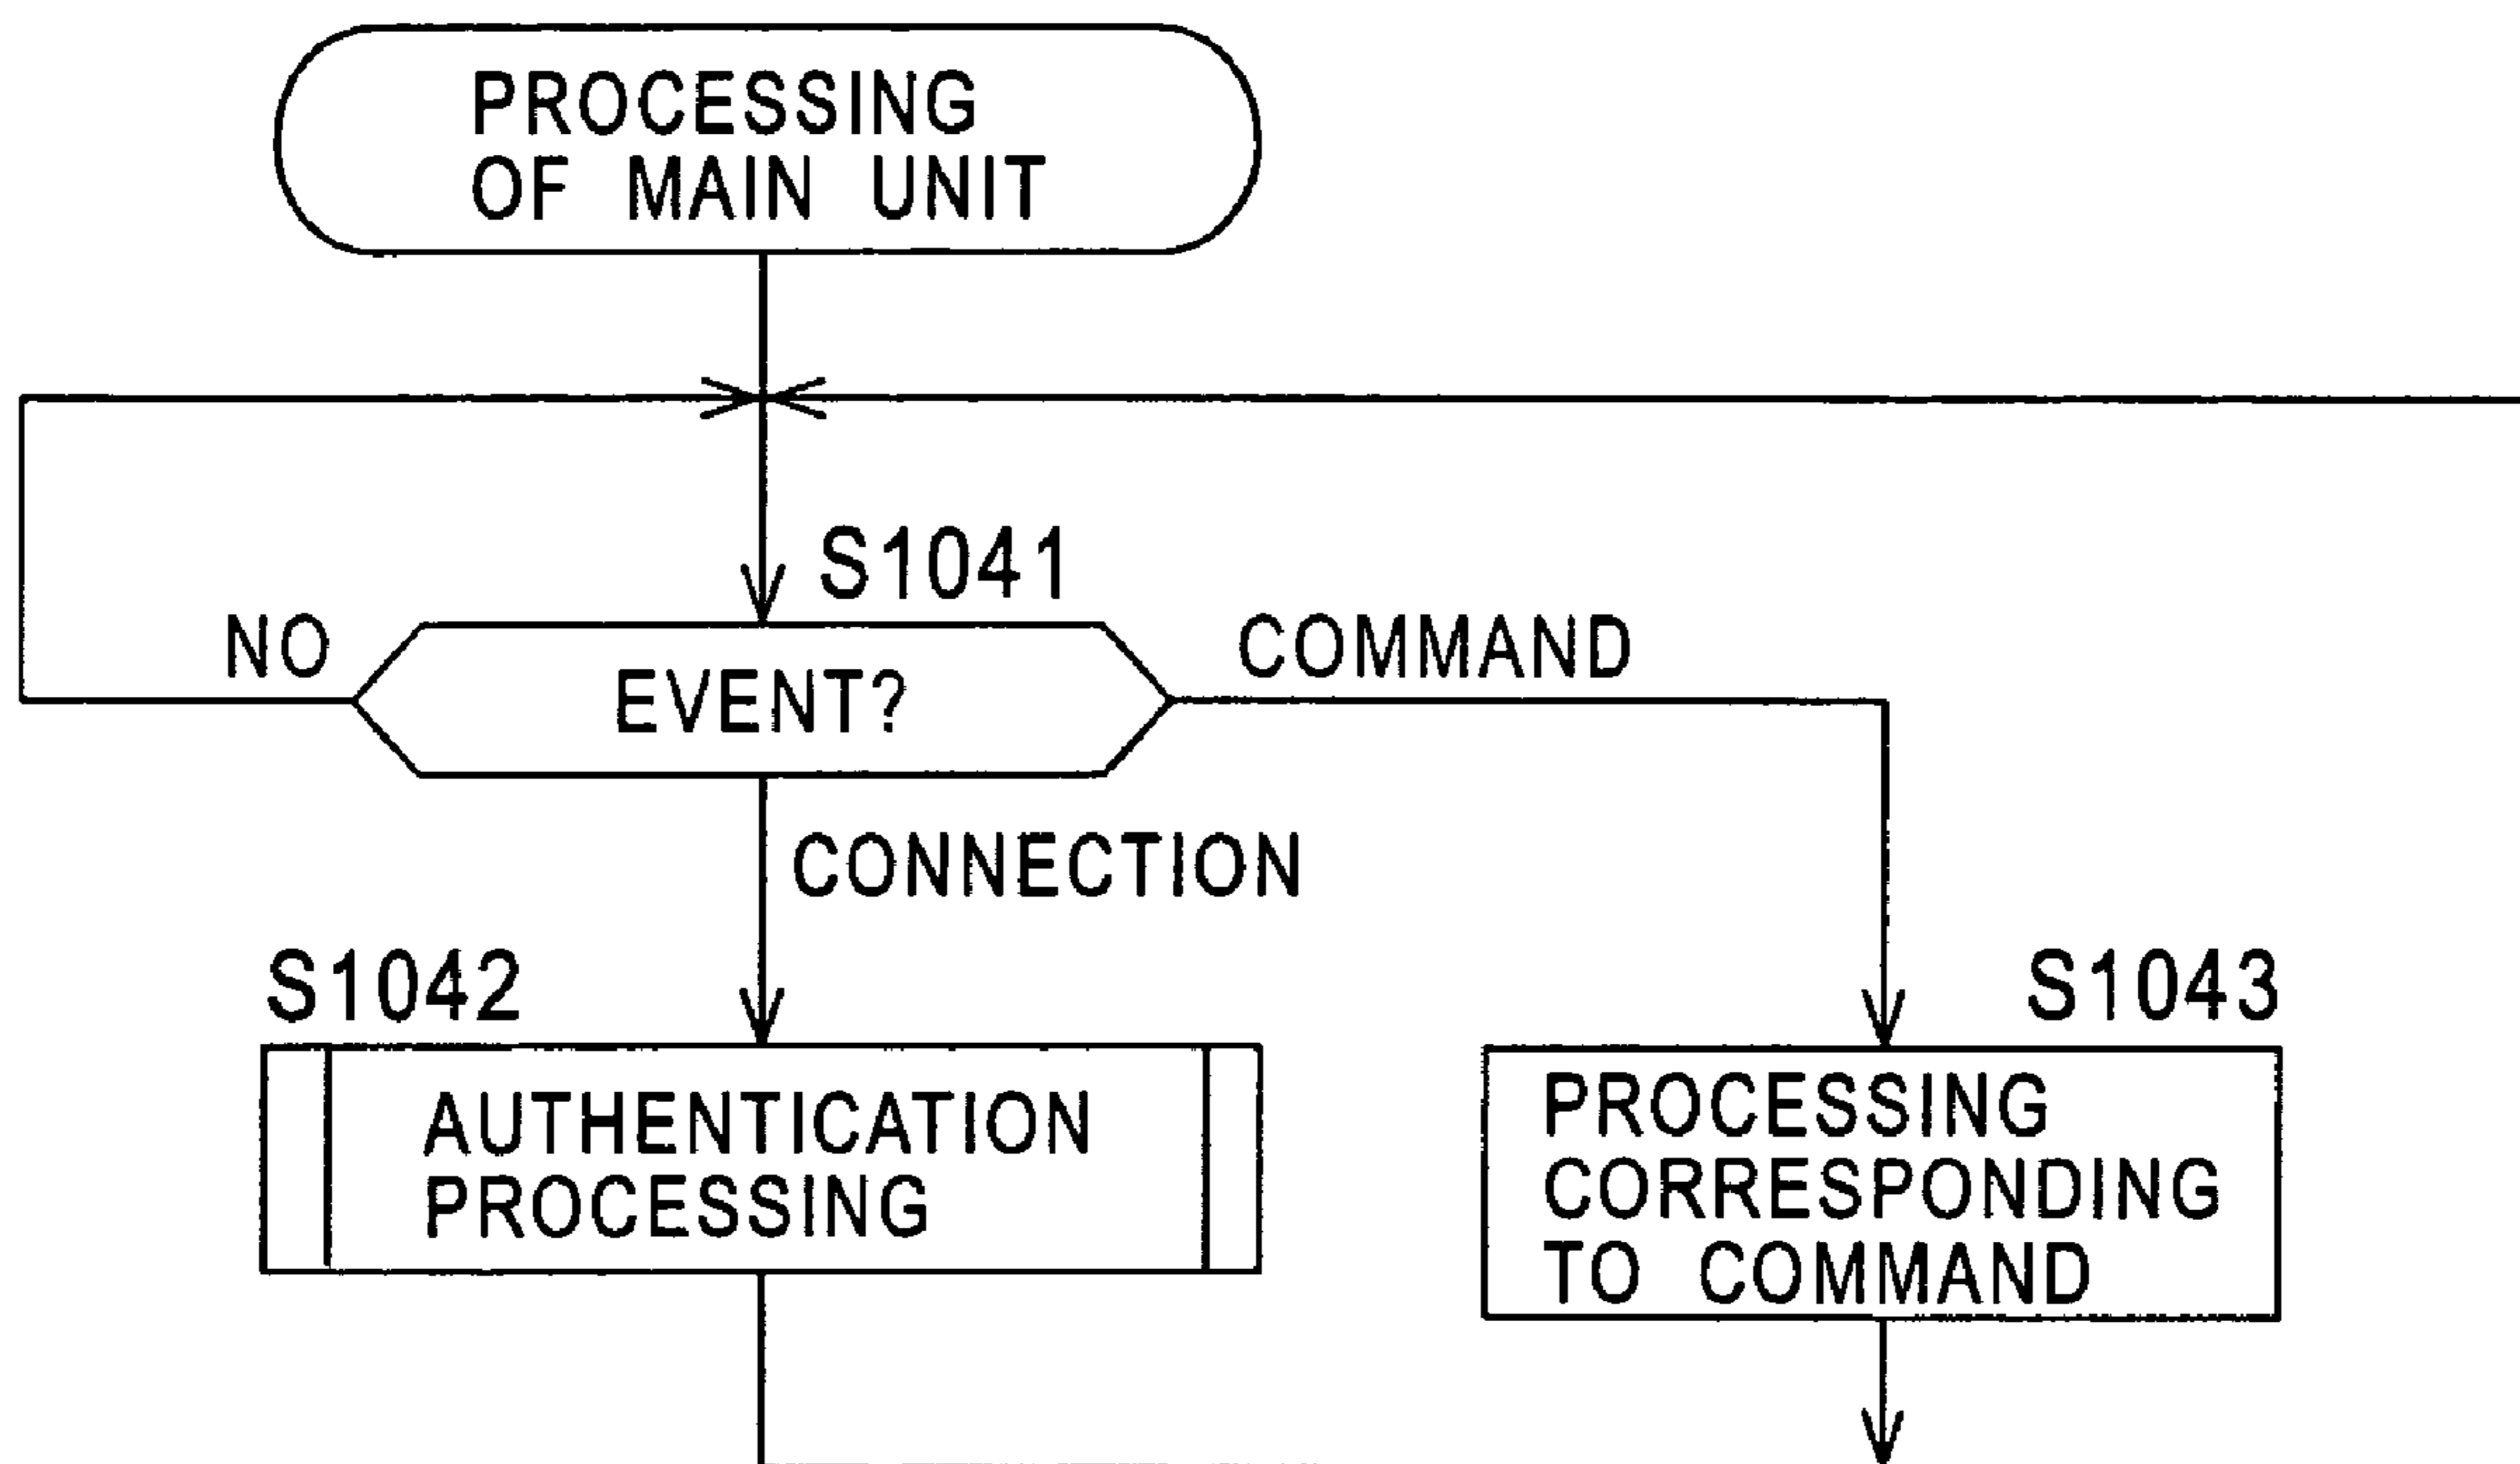 PROCESSING
OF MAIN UNIT
S1041
NO
EVENT?
COMMAND
CONNECTION
S1042
AUTHENTICATION
PROCESSING
S1043
PROCESSING
CORRESPONDING
TO COMMAND